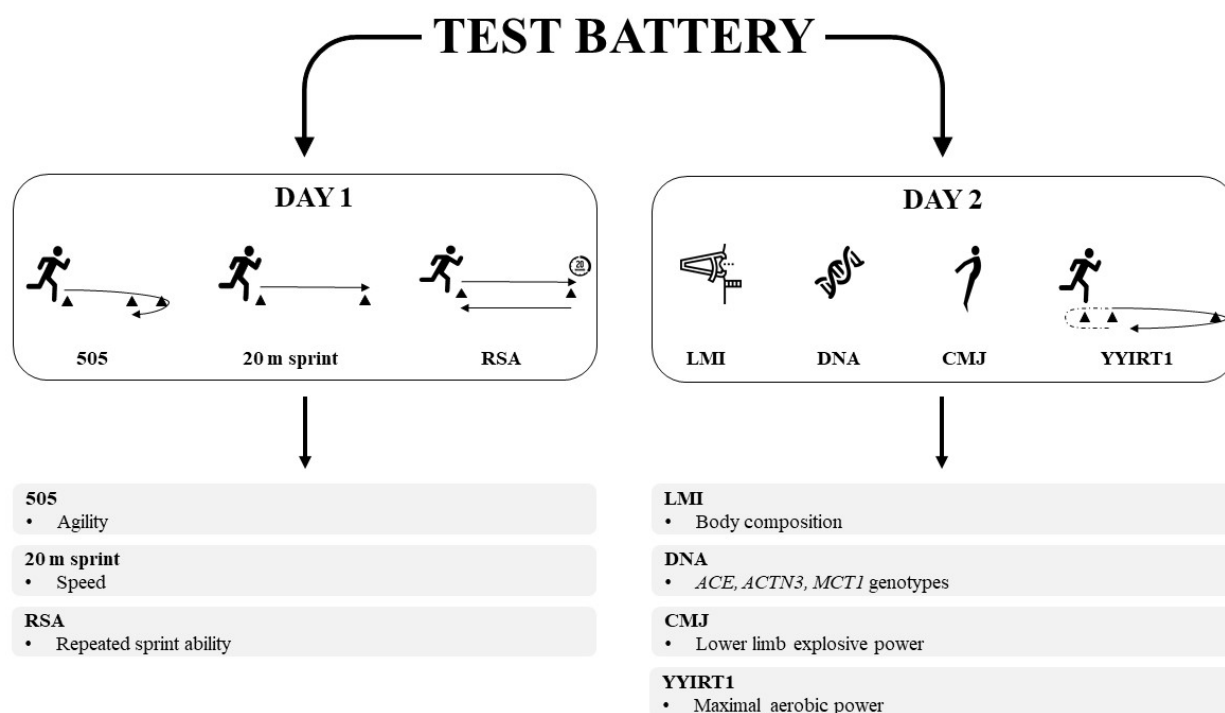 TEST BATTERY
DAY 1
20
505
20 m sprint
RSA
DAY 2
LMI
DNA
CMJ
YYIRT1
505
• Agility
20 m sprint
• Speed
RSA
• Repeated sprint ability
LMI
• Body composition
DNA
• ACE, ACTN3, MCT1 genotypes
CMJ
• Lower limb explosive power
YYIRT1
• Maximal aerobic power